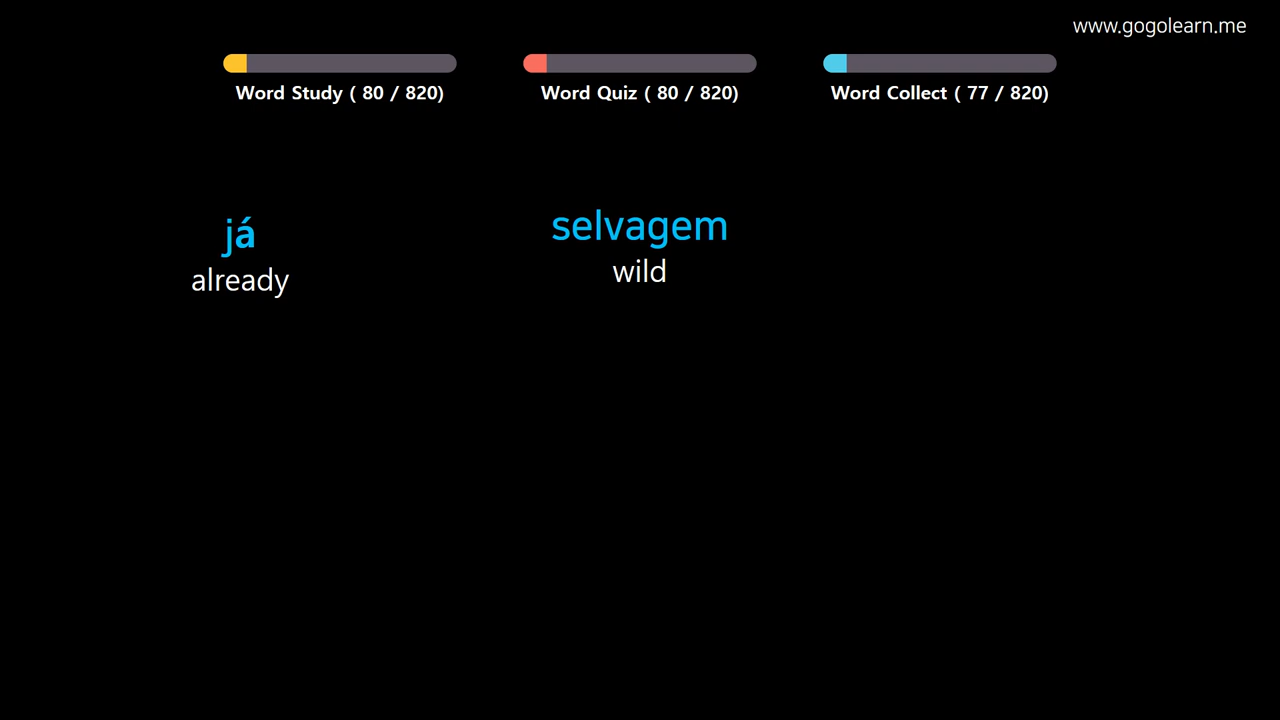 www.gogolearn.me
Word Study ( 80 / 820)
Word Quiz ( 80 / 820)
Word Collect ( 77 / 820)
já
already
selvagem
wild